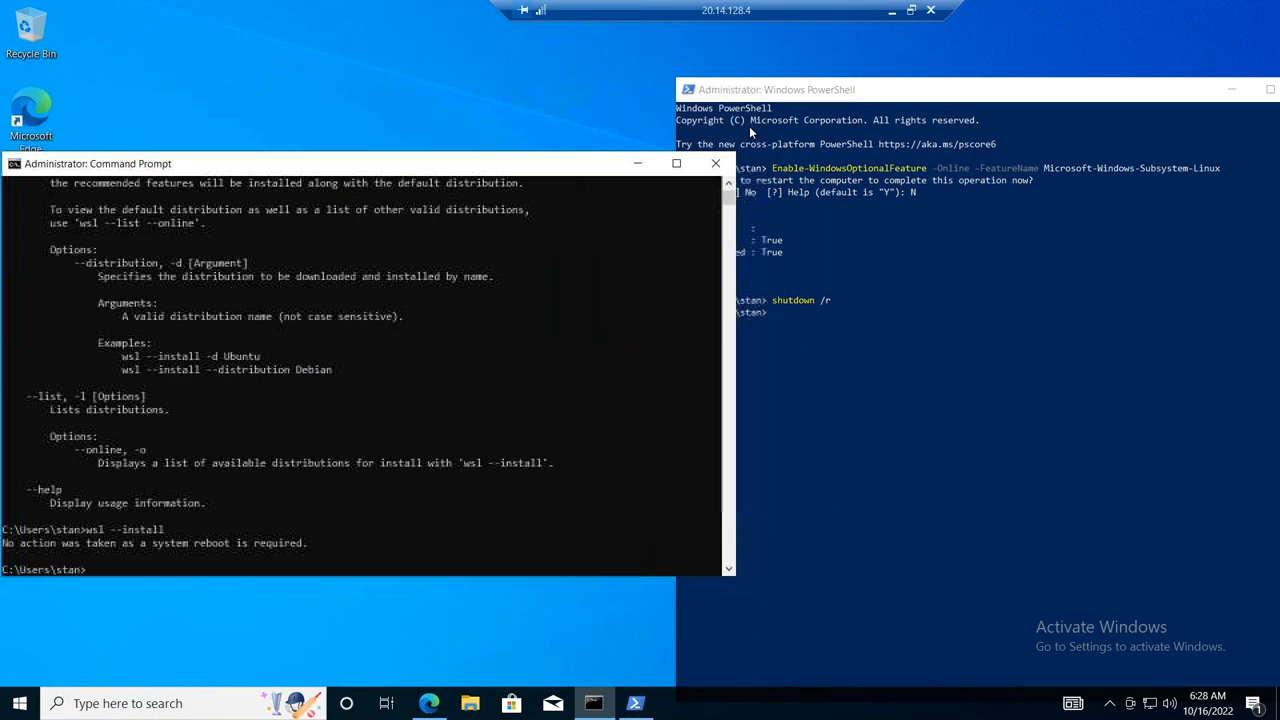 20.14.128.4
Recycle Bin
Microsoft
Edge
Administrator: Windows PowerShell
Windows PowerShell
Copyright (C) Microsoft Corporation. All rights reserved.
Try the new cross-platform PowerShell https://aka.ms/pscore6
\stan> Enable-WindowsOptionalFeature -Online -FeatureName Microsoft-Windows-Subsystem-Linux
to restart the computer to complete this operation now?
] No [?] Help (default is "Y"): N
:
: True
ed : True
\stan> shutdown /r
\stan>
Administrator: Command Prompt
the recommended features will be installed along with the default distribution.
To view the default distribution as well as a list of other valid distributions,
use 'wsl --list --online'.
Options:
--distribution, -d [Argument]
Specifies the distribution to be downloaded and installed by name.
Arguments:
A valid distribution name (not case sensitive).
Examples:
wsl --install -d Ubuntu
wsl --install --distribution Debian
--list, -l [Options]
Lists distributions.
Options:
--online, -o
Displays a list of available distributions for install with 'wsl --install'.
--help
Display usage information.
C:\Users\stan>wsl --install
No action was taken as a system reboot is required.
C:\Users\stan>
Activate Windows
Go to Settings to activate Windows.
Type here to search
6:28 AM
10/16/2022
1